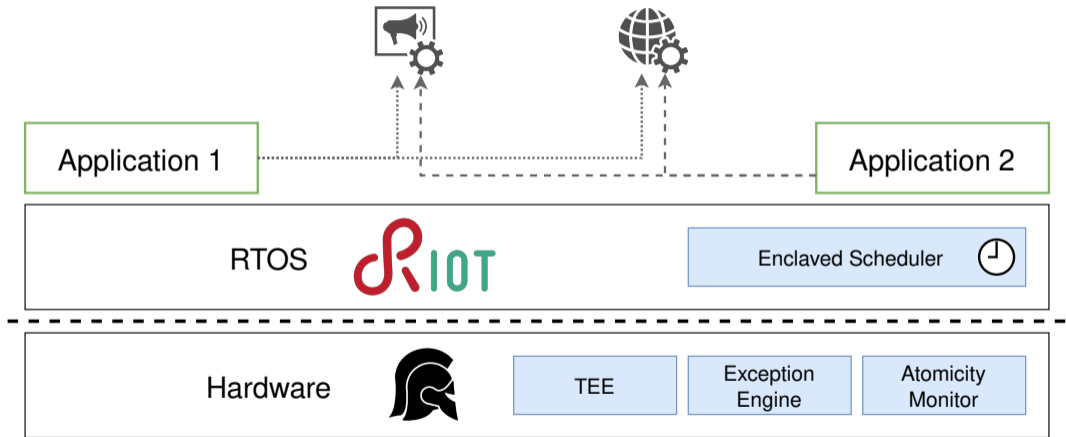 Application 1
Application 2
RTOS
RIOT
Enclaved Scheduler
Hardware
TEE
Exception
Engine
Atomicity
Monitor